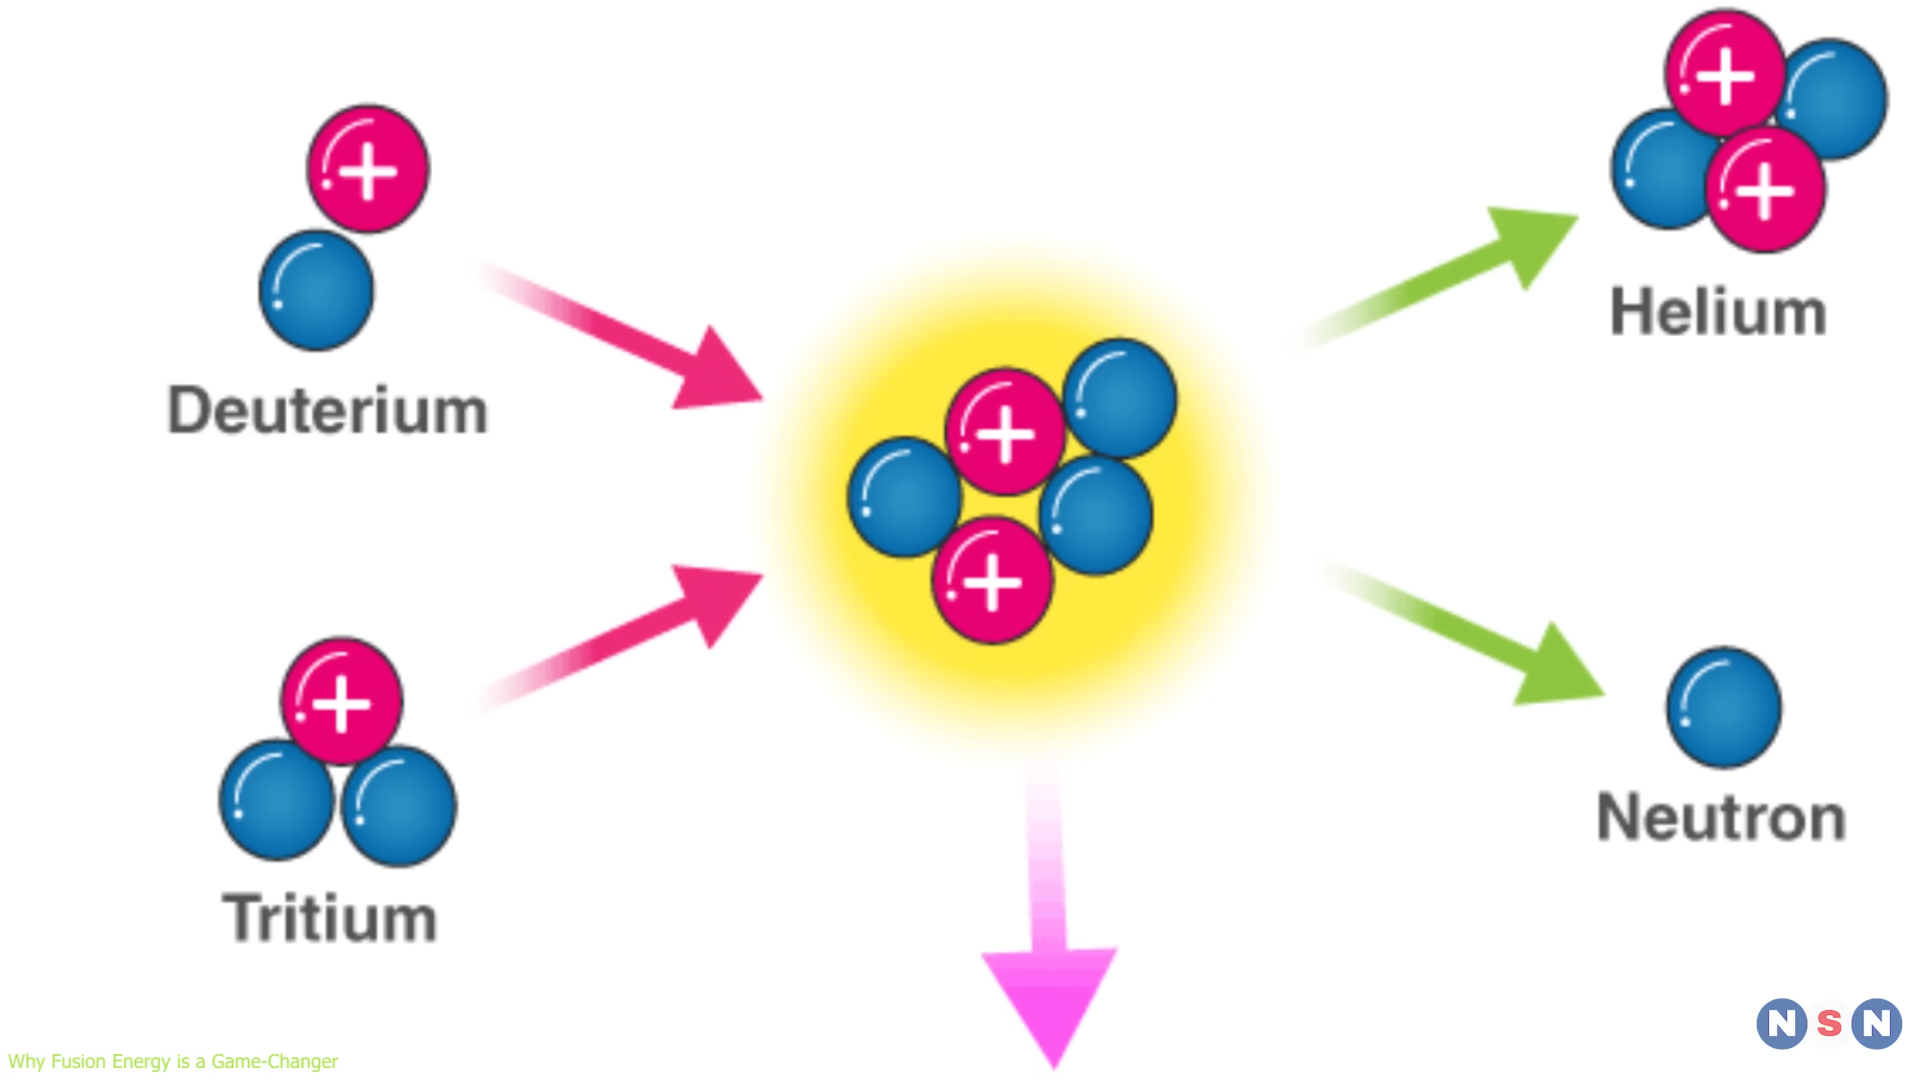 Deuterium
Helium
Tritium
Neutron
Why Fusion Energy is a Game-Changer
NSN